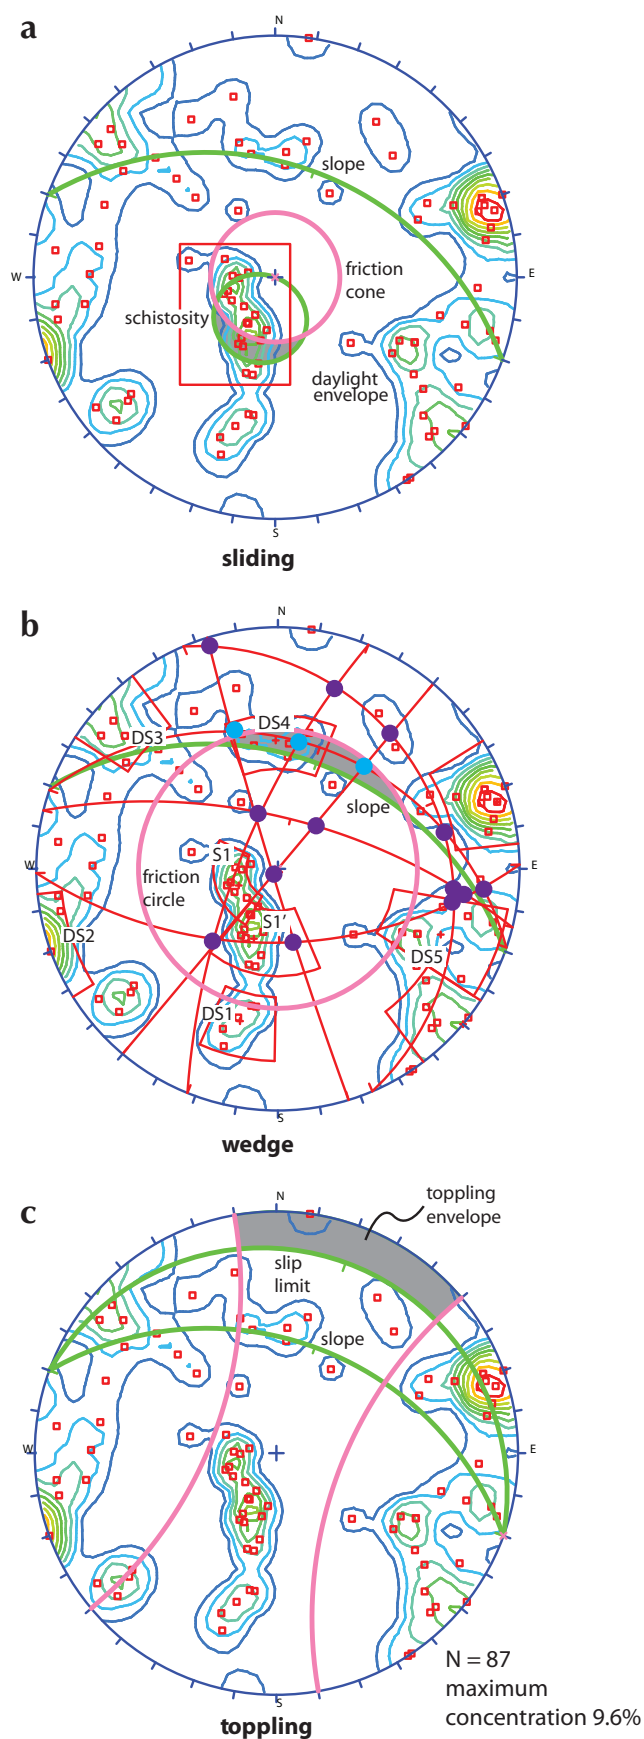 a
N
slope
W
E
friction
cone
schistosity
daylight
envelope
S
sliding
b
N
DS4
DS3
slope
W
E
S1
friction
circle
S1'
DS2
DS5
DS1
S
wedge
c
toppling
envelope
N
slip
limit
slope
W
E
S
N = 87
maximum
concentration 9.6%
toppling